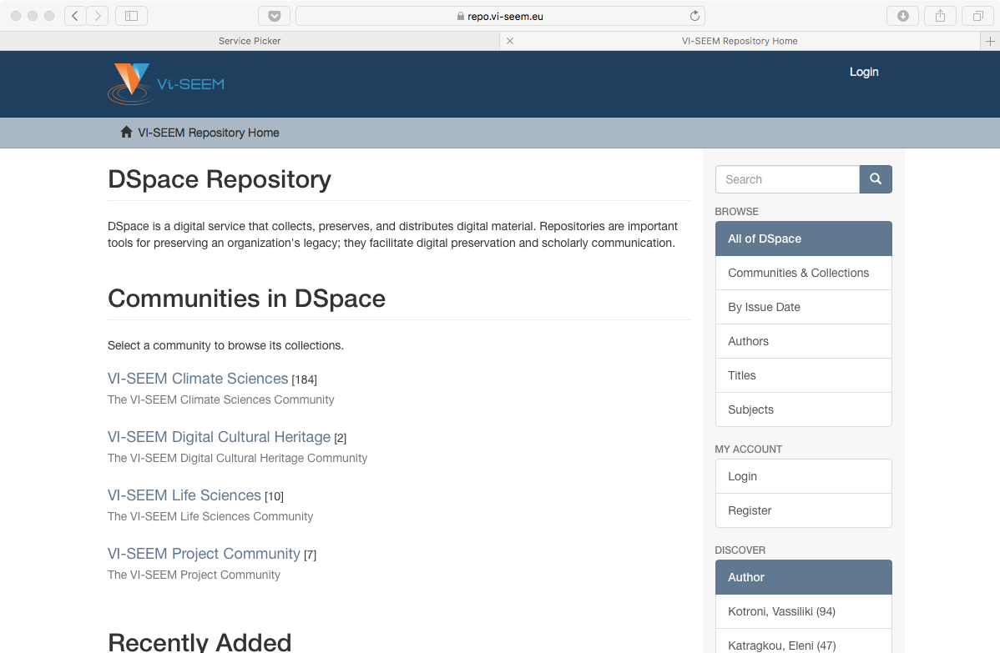 repo.vi-seem.eu
Service Picker
VI-SEEM Repository Home
Vi-SEEM
Login
VI-SEEM Repository Home
DSpace Repository
DSpace is a digital service that collects, preserves, and distributes digital material. Repositories are important
tools for preserving an organization's legacy; they facilitate digital preservation and scholarly communication.
Communities in DSpace
Select a community to browse its collections.
VI-SEEM Climate Sciences [184]
The VI-SEEM Climate Sciences Community
VI-SEEM Digital Cultural Heritage [2]
The VI-SEEM Digital Cultural Heritage Community
VI-SEEM Life Sciences [10]
The VI-SEEM Life Sciences Community
VI-SEEM Project Community [7]
The VI-SEEM Project Community
Recently Added
Search
BROWSE
All of DSpace
Communities & Collections
By Issue Date
Authors
Titles
Subjects
MY ACCOUNT
Login
Register
DISCOVER
Author
Kotroni, Vassiliki (94)
Katragkou, Eleni (47)